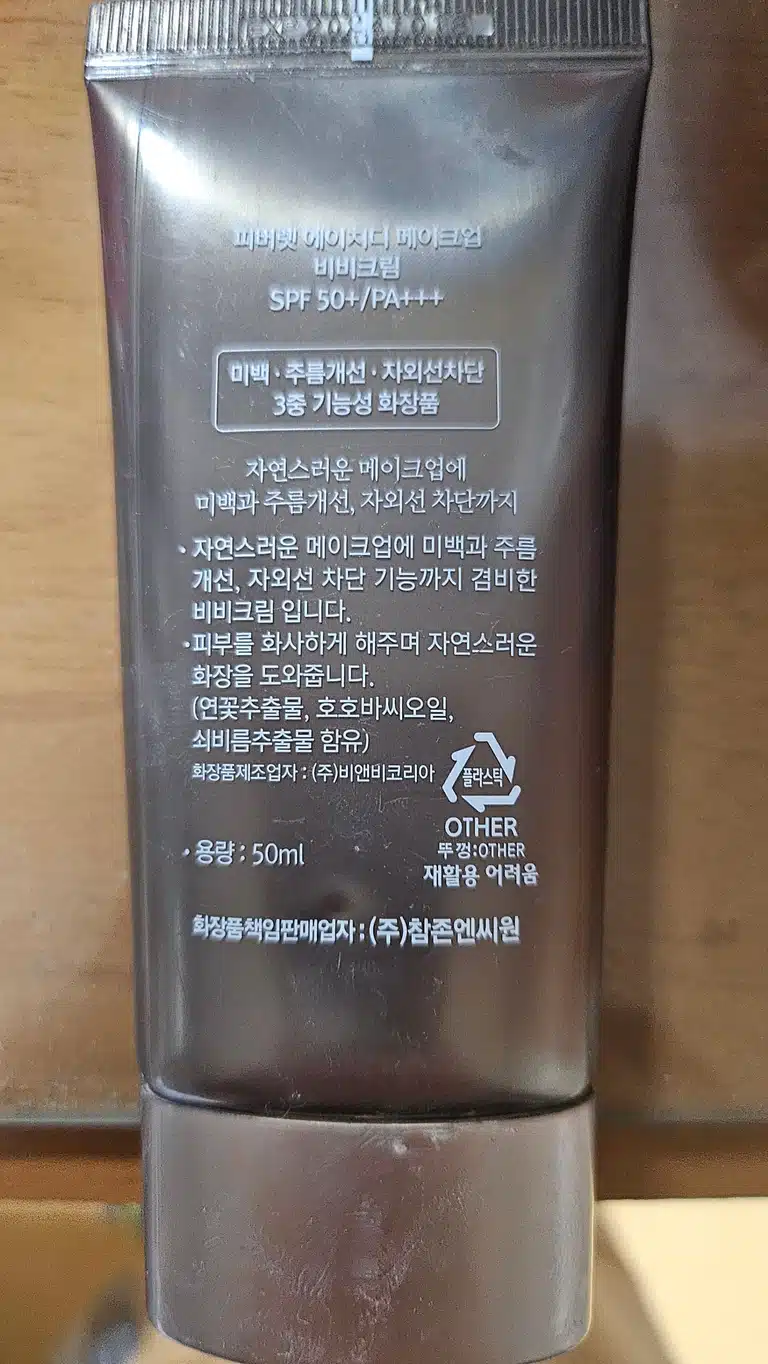 피버렛 에이치디 메이크업
비비크림
SPF 50+/PA+++
미백 · 주름개선 · 자외선차단
3중 기능성 화장품
자연스러운 메이크업에
미백과 주름개선, 자외선 차단까지
• 자연스러운 메이크업에 미백과 주름
개선, 자외선 차단 기능까지 겸비한
비비크림 입니다.
• 피부를 화사하게 해주며 자연스러운
화장을 도와줍니다.
(연꽃추출물, 호호바씨오일,
쇠비름추출물 함유)
화장품제조업자 : (주)비앤비코리아
플라스틱
OTHER
뚜껑:OTHER
재활용 어려움
• 용량 : 50ml
화장품책임판매업자 : (주)참존엔씨원